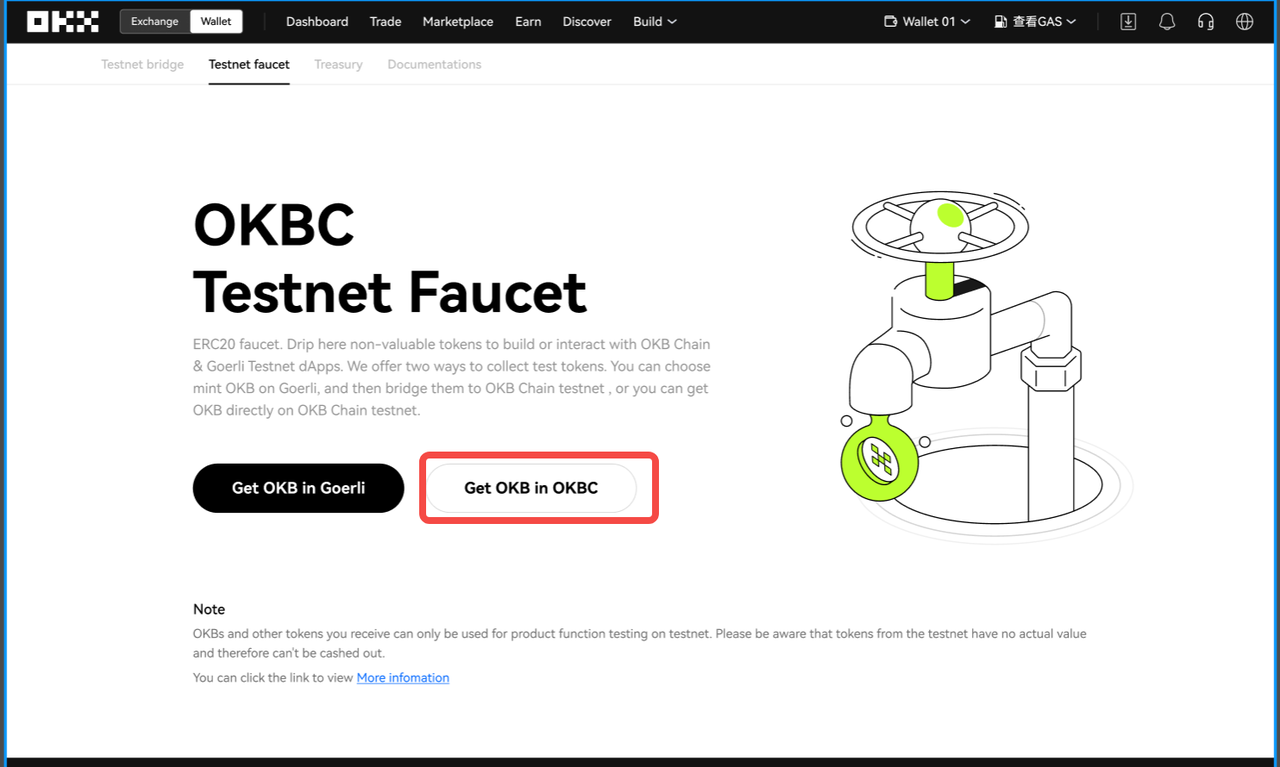 OKX Exchange Wallet Dashboard Trade Marketplace Earn Discover Build Wallet 01 查看GAS
Testnet bridge Testnet faucet Treasury Documentations
OKBC
Testnet Faucet
ERC20 faucet. Drip here non-valuable tokens to build or interact with OKB Chain
& Goerli Testnet dApps. We offer two ways to collect test tokens. You can choose
mint OKB on Goerli, and then bridge them to OKB Chain testnet , or you can get
OKB directly on OKB Chain testnet.
Get OKB in Goerli Get OKB in OKBC
Note
OKBs and other tokens you receive can only be used for product function testing on testnet. Please be aware that tokens from the testnet have no actual value
and therefore can't be cashed out.
You can click the link to view More infomation